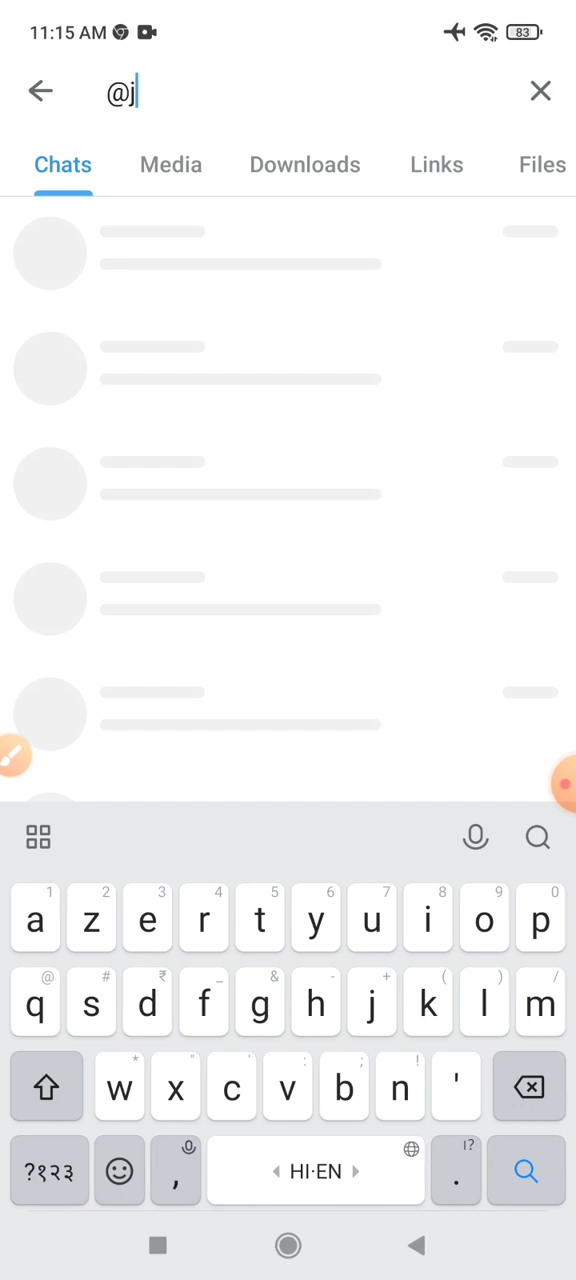 11:15 AM 83
@j
Chats Media Downloads Links Files
1 2 3 4 5 6 7 8 9 0
a z e r t y u i o p
@ # ₹ _ & - + ( ) /
q s d f g h j k l m
* " ' : ; !
w x c v b n '
!?
?१२३ , HI·EN .